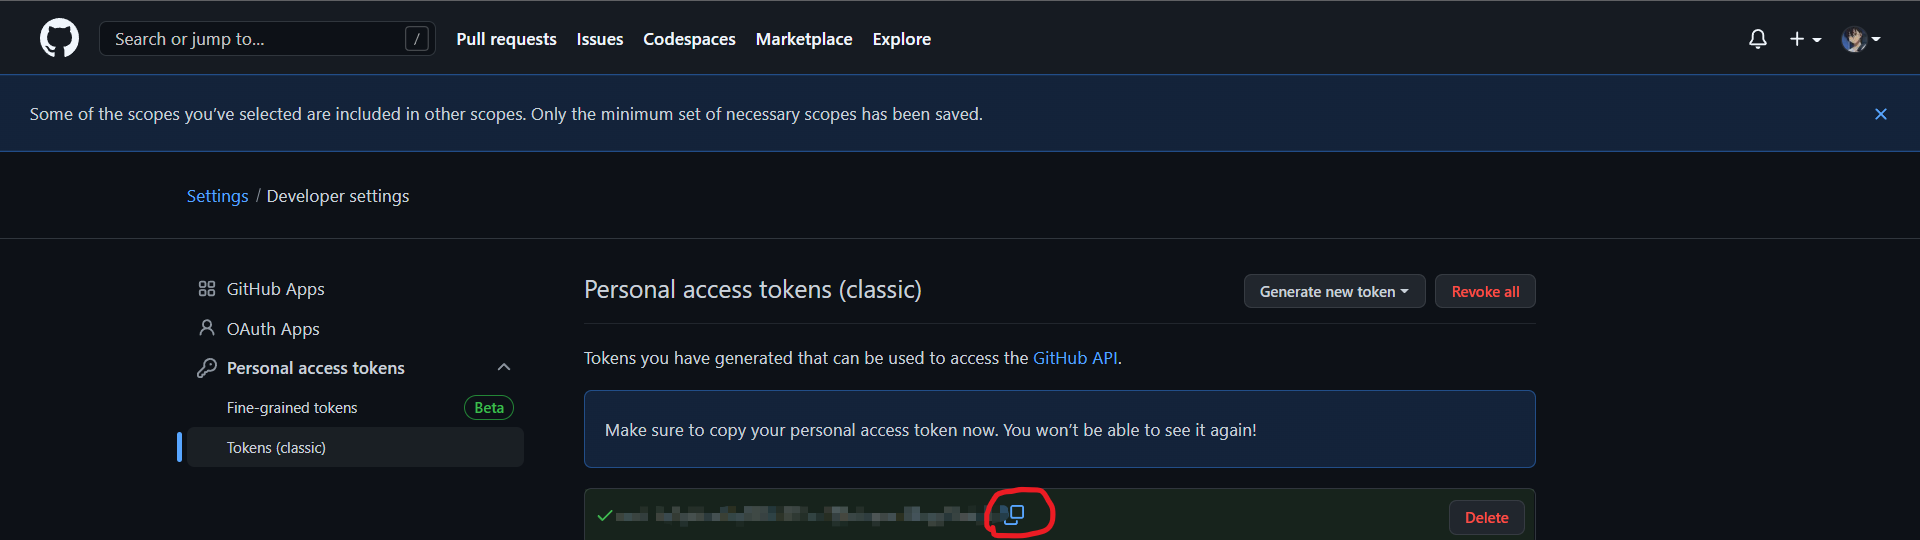 Search or jump to... /
Pull requests
Issues
Codespaces
Marketplace
Explore
Some of the scopes you’ve selected are included in other scopes. Only the minimum set of necessary scopes has been saved.
Settings / Developer settings
GitHub Apps
OAuth Apps
Personal access tokens
Fine-grained tokens Beta
Tokens (classic)
Personal access tokens (classic)
Generate new token
Revoke all
Tokens you have generated that can be used to access the GitHub API.
Make sure to copy your personal access token now. You won’t be able to see it again!
Delete